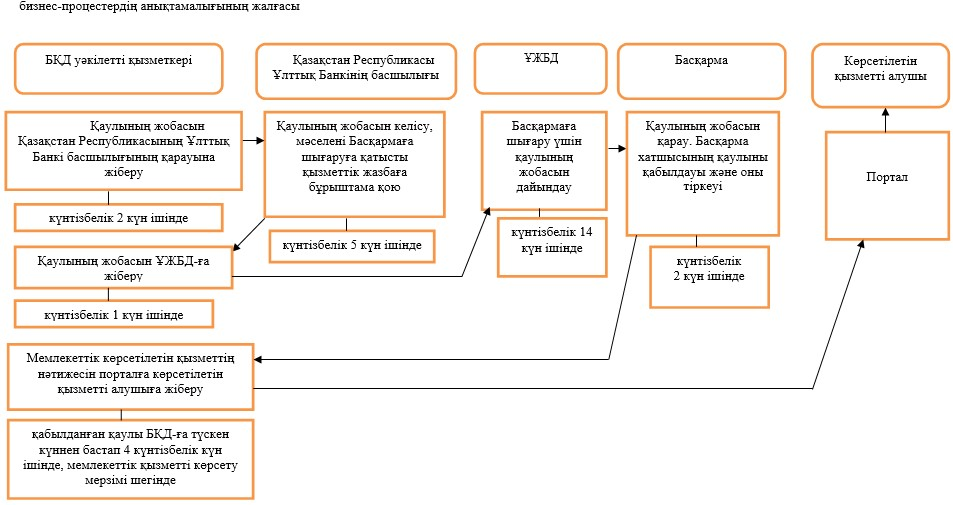 бизнес-процестердің анықтамалығының жалғасы
БҚД уәкілетті қызметкері
Қазақстан Республикасы
Ұлттық Банкінің басшылығы
ҰЖБД
Басқарма
Көрсетілетін
қызметті алушы
Қаулының жобасын
Қазақстан Республикасының Ұлттық
Банкі басшылығының қарауына
жіберу
күнтізбелік 2 күн ішінде
Қаулының жобасын келісу,
мәселені Басқармаға
шығаруға қатысты
қызметтік жазбаға
бұрыштама қою
күнтізбелік 5 күн ішінде
Басқармаға
шығару үшін
қаулының
жобасын
дайындау
күнтізбелік 14
күн ішінде
Қаулының жобасын
қарау. Басқарма
хатшысының қаулыны
қабылдауы және оны
тіркеуі
күнтізбелік
2 күн ішінде
Портал
Қаулының жобасын ҰЖБД-ға
жіберу
күнтізбелік 1 күн ішінде
Мемлекеттік көрсетілетін қызметтің
нәтижесін порталға көрсетілетін
қызметті алушыға жіберу
қабылданған қаулы БҚД-ға түскен
күннен бастап 4 күнтізбелік күн
ішінде, мемлекеттік қызметті көрсету
мерзімі шегінде